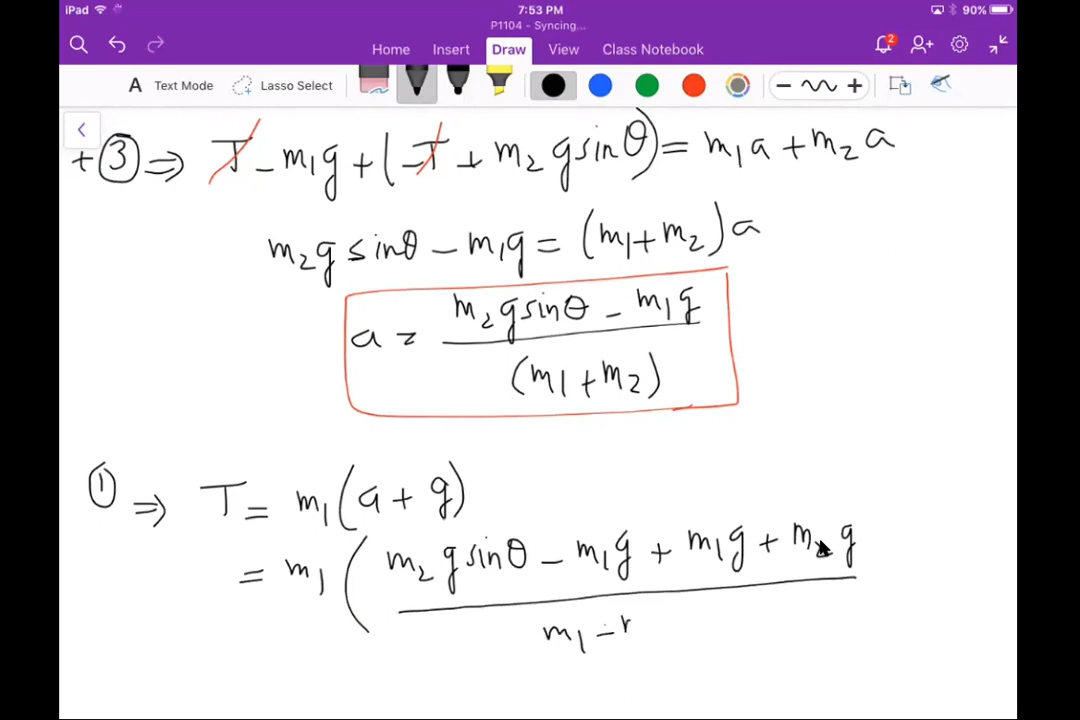 iPad 7:53 PM 90%
P1104 - Syncing...
Home Insert Draw View Class Notebook 2
A Text Mode Lasso Select
+ ③ ⇒ T - m₁g + (-T + m₂ g sinθ) = m₁a + m₂a
m₂g sinθ - m₁g = (m₁+m₂) a
a = m₂g sinθ - m₁g
(m₁+m₂)
① ⇒ T = m₁(a + g)
= m₁ ( m₂ g sinθ - m₁g + m₁g + m₂g
m₁ -